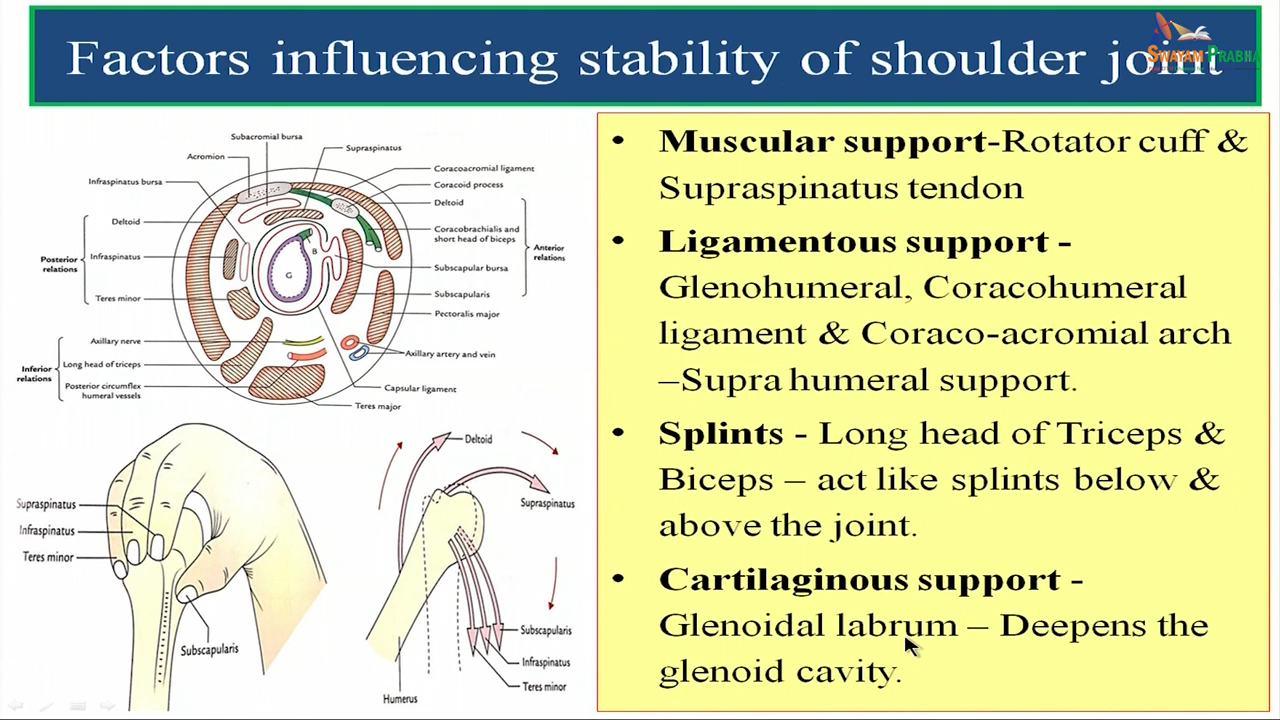 Factors influencing stability of shoulder joint
SWAYAM PRABHA
Subacromial bursa
Acromion
Supraspinatus
Infraspinatus bursa
Coracoacromial ligament
Coracoid process
Deltoid
Deltoid
Coracobrachialis and
short head of biceps
Anterior
relations
Posterior
relations
Infraspinatus
B
G
Subscapular bursa
Teres minor
Subscapularis
Pectoralis major
Axillary nerve
Axillary artery and vein
Inferior
relations
Long head of triceps
Posterior circumflex
humeral vessels
Capsular ligament
Teres major
Supraspinatus
Infraspinatus
Teres minor
Subscapularis
Deltoid
Supraspinatus
Subscapularis
Infraspinatus
Teres minor
Humerus
• Muscular support-Rotator cuff &
Supraspinatus tendon
• Ligamentous support -
Glenohumeral, Coracohumeral
ligament & Coraco-acromial arch
–Supra humeral support.
• Splints - Long head of Triceps &
Biceps – act like splints below &
above the joint.
• Cartilaginous support -
Glenoidal labrum – Deepens the
glenoid cavity.